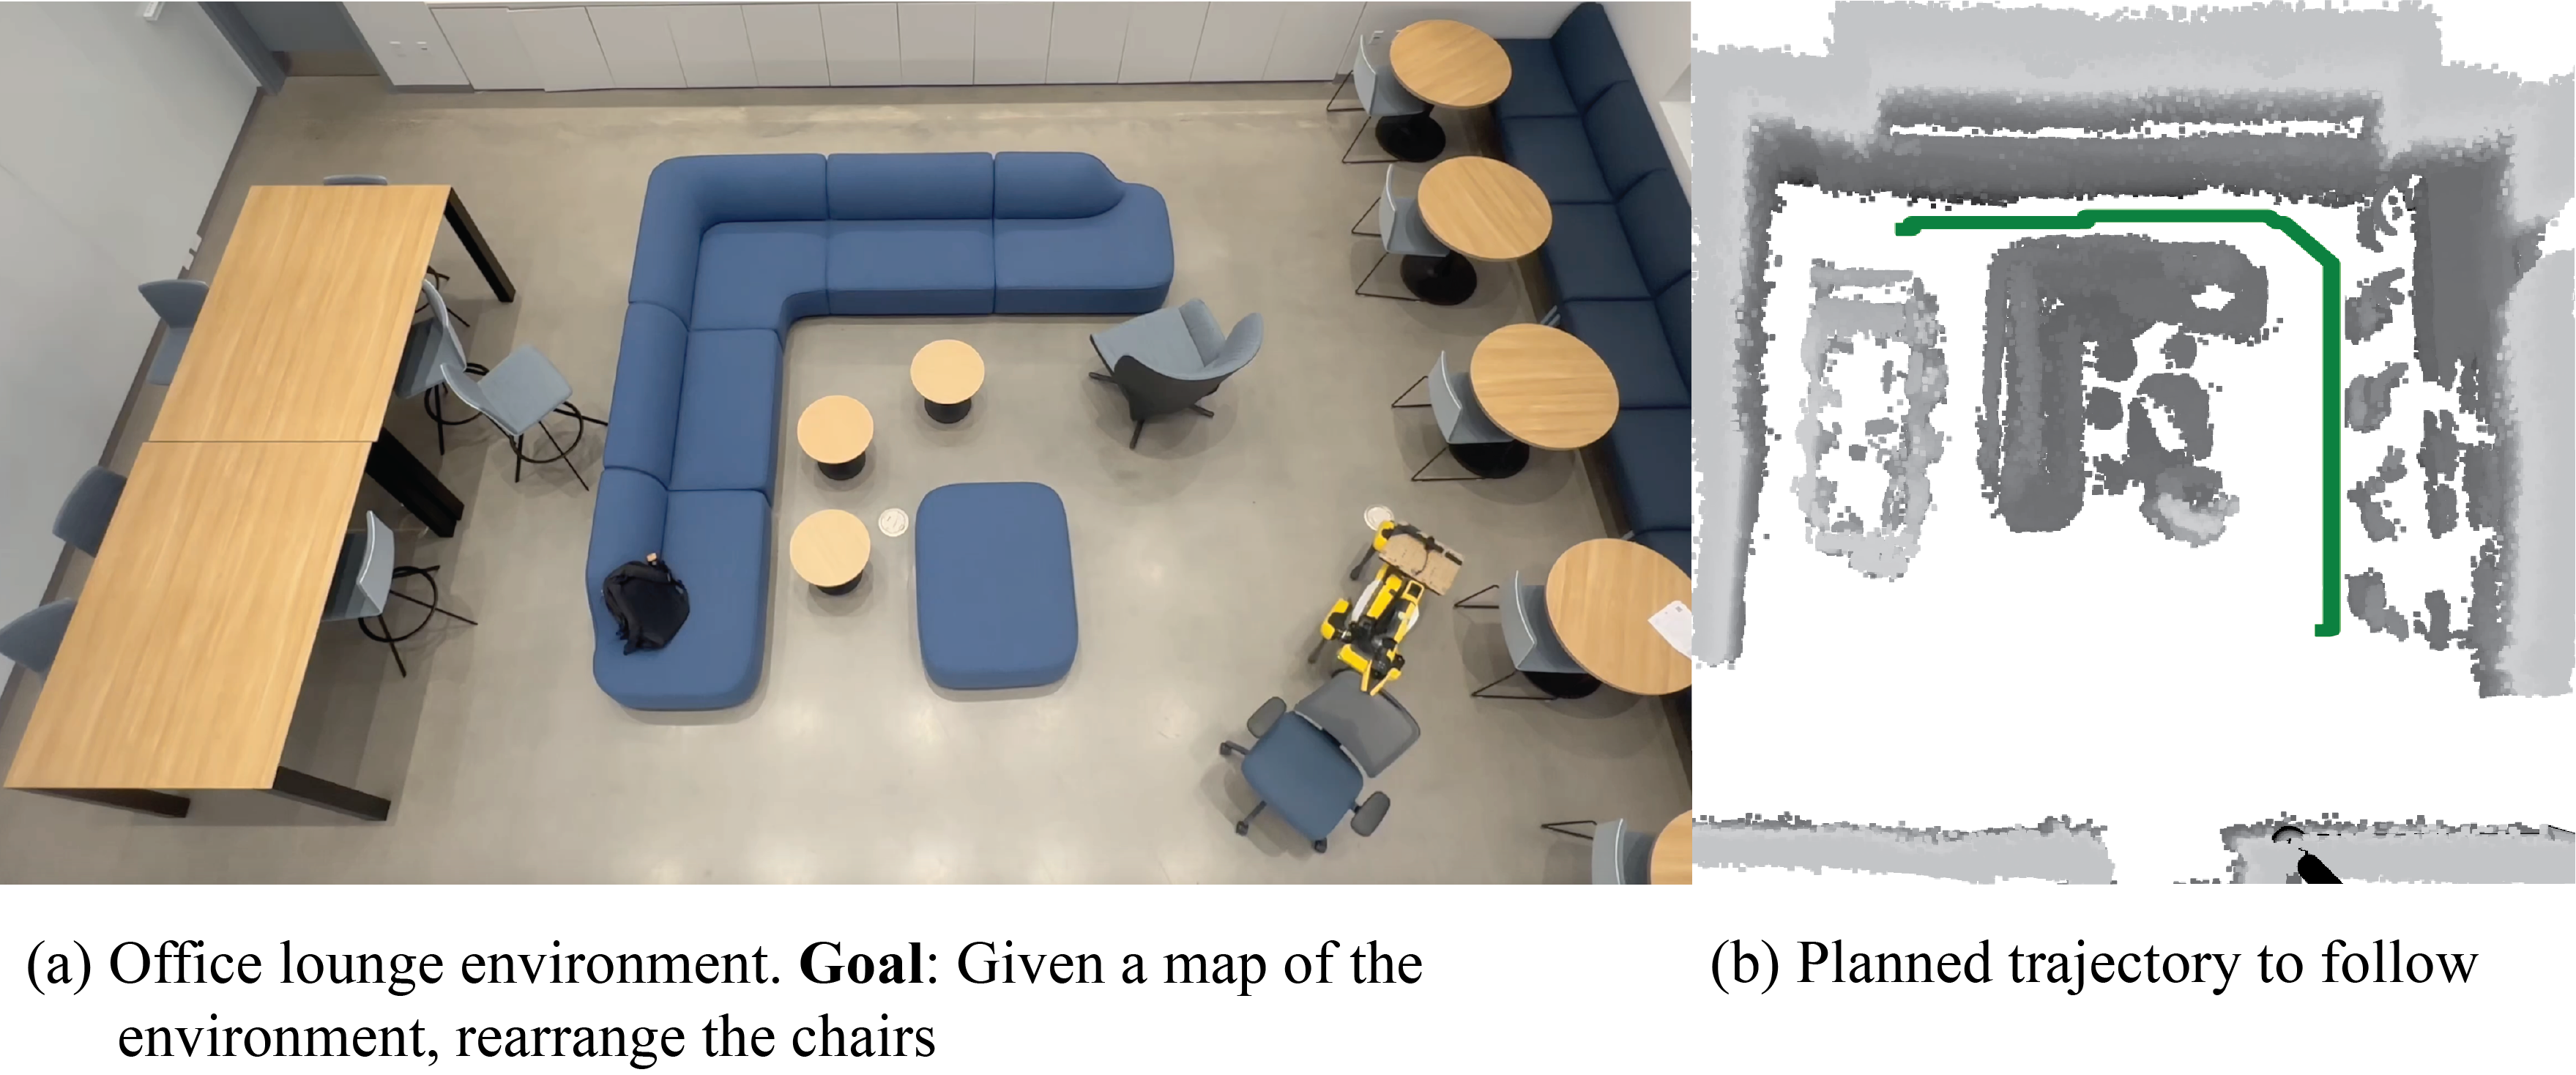 (a) Office lounge environment. Goal: Given a map of the
environment, rearrange the chairs
(b) Planned trajectory to follow